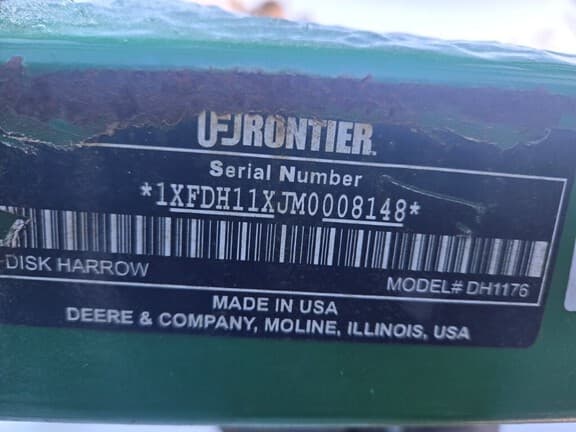 FRONTIER.
Serial Number
*1XFDH11XJM0008148*
DISK HARROW
MODEL# DH1176
MADE IN USA
DEERE & COMPANY, MOLINE, ILLINOIS, USA